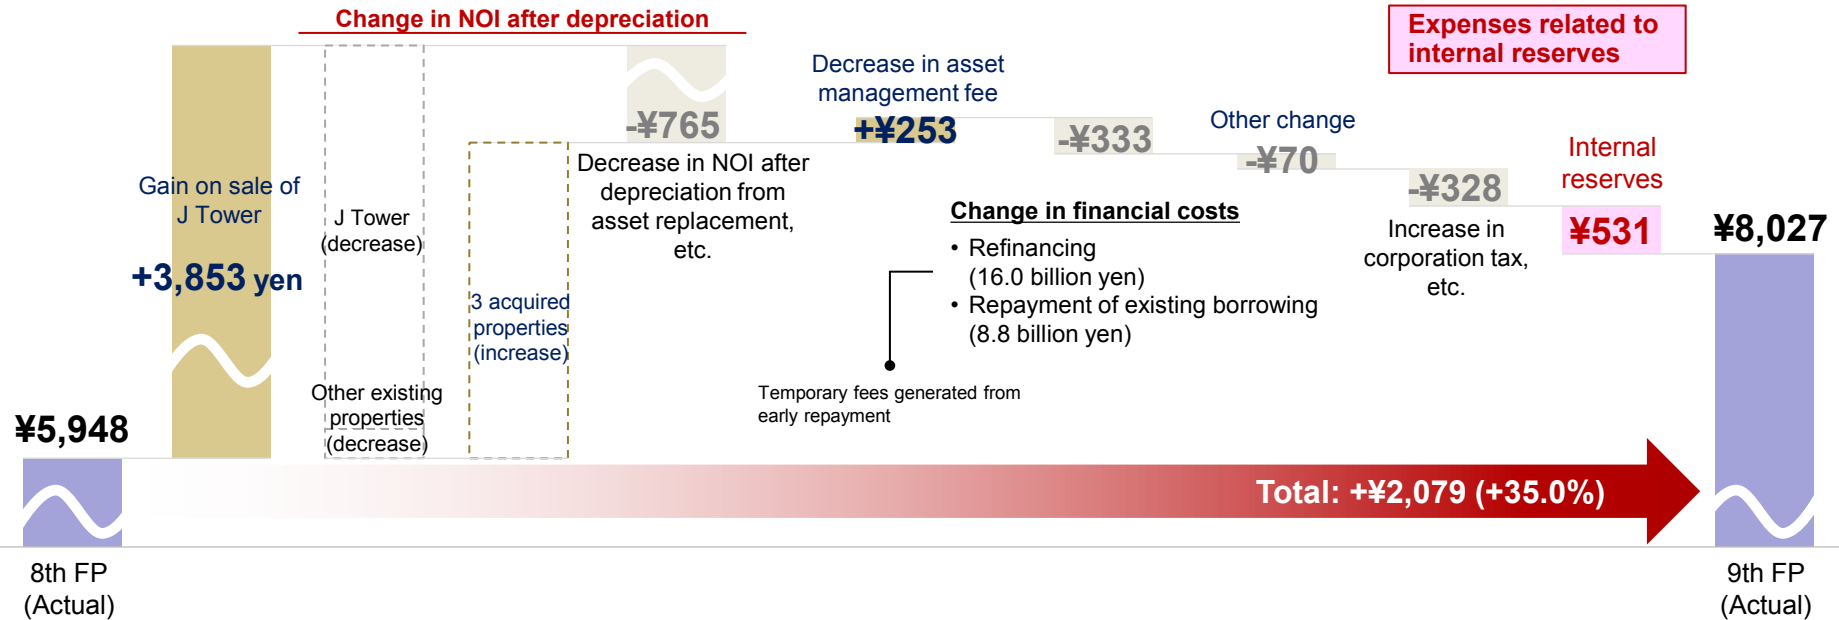 Change in NOI after depreciation
Expenses related to
internal reserves
Gain on sale of
J Tower
+3,853 yen
J Tower
(decrease)
Other existing
properties
(decrease)
3 acquired
properties
(increase)
-¥765
Decrease in NOI after
depreciation from
asset replacement,
etc.
Decrease in asset
management fee
+¥253
-¥333
Change in financial costs
• Refinancing
(16.0 billion yen)
• Repayment of existing borrowing
(8.8 billion yen)
Temporary fees generated from
early repayment
Other change
-¥70
-¥328
Increase in
corporation tax,
etc.
Internal
reserves
¥531
¥8,027
¥5,948
Total: +¥2,079 (+35.0%)
8th FP
(Actual)
9th FP
(Actual)